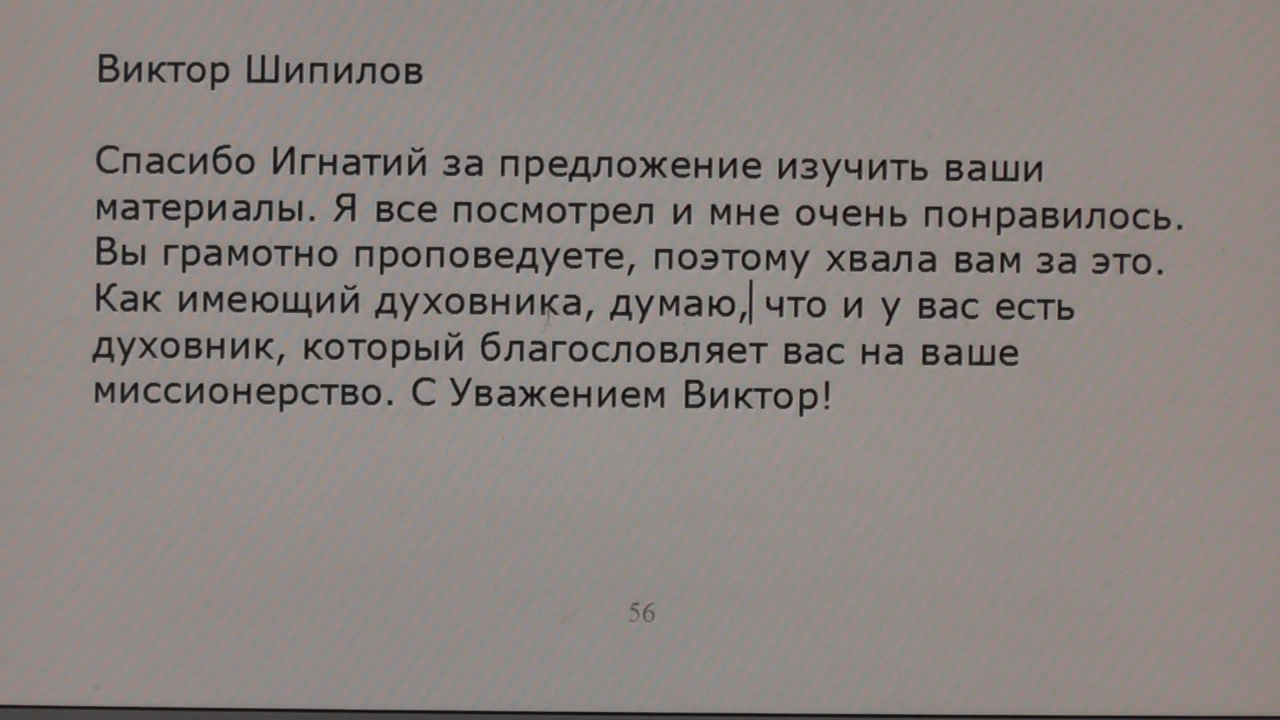 Виктор Шипилов
Спасибо Игнатий за предложение изучить ваши
материалы. Я все посмотрел и мне очень понравилось.
Вы грамотно проповедуете, поэтому хвала вам за это.
Как имеющий духовника, думаю, что и у вас есть
духовник, который благословляет вас на ваше
миссионерство. С Уважением Виктор!
56